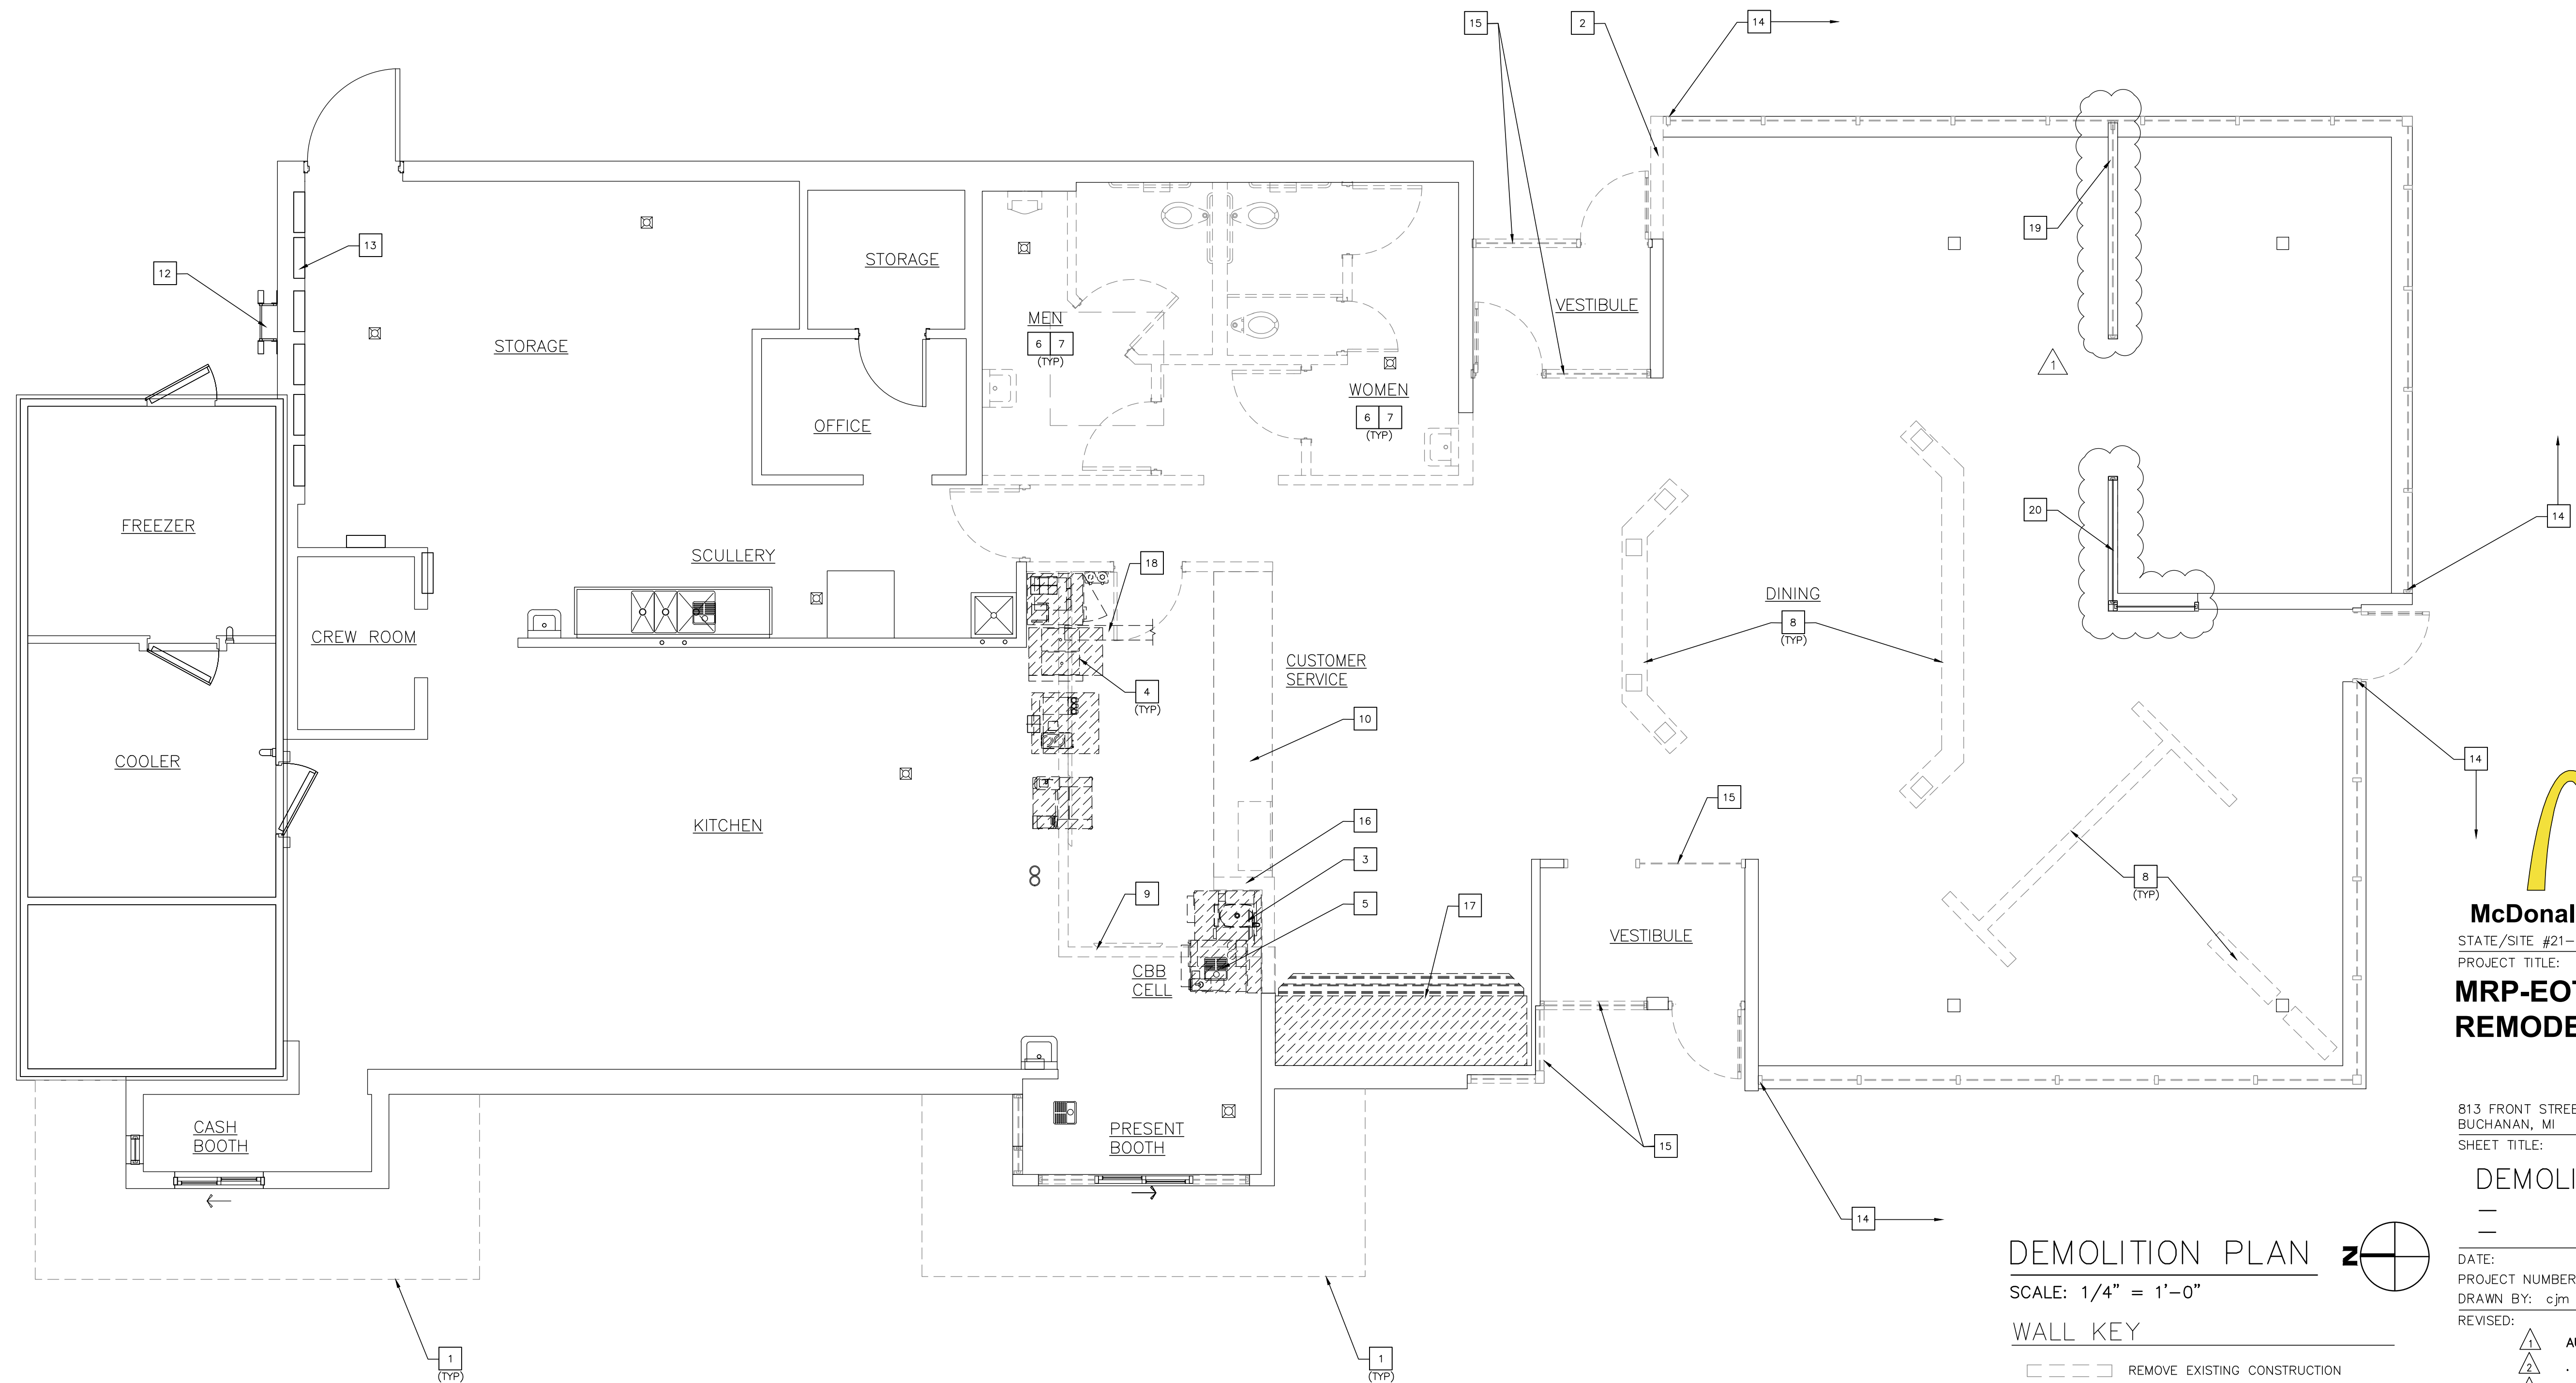 15
2
14
13
12
STORAGE
STORAGE
MEN
6 7
(TYP)
OFFICE
WOMEN
6 7
(TYP)
VESTIBULE
19
1
20
14
FREEZER
SCULLERY
18
CREW ROOM
DINING
8
(TYP)
CUSTOMER
SERVICE
4
(TYP)
10
14
COOLER
KITCHEN
15
16
3
5
9
17
8
(TYP)
VESTIBULE
CBB
CELL
CASH
BOOTH
PRESENT
BOOTH
15
14
1
(TYP)
1
(TYP)
DEMOLITION PLAN
N
SCALE: 1/4" = 1'-0"
WALL KEY
REMOVE EXISTING CONSTRUCTION
McDonal
STATE/SITE #21-
PROJECT TITLE:
MRP-EOT
REMODE
813 FRONT STREE
BUCHANAN, MI
SHEET TITLE:
DEMOLI
DATE:
PROJECT NUMBER
DRAWN BY: cjm
REVISED:
1
2